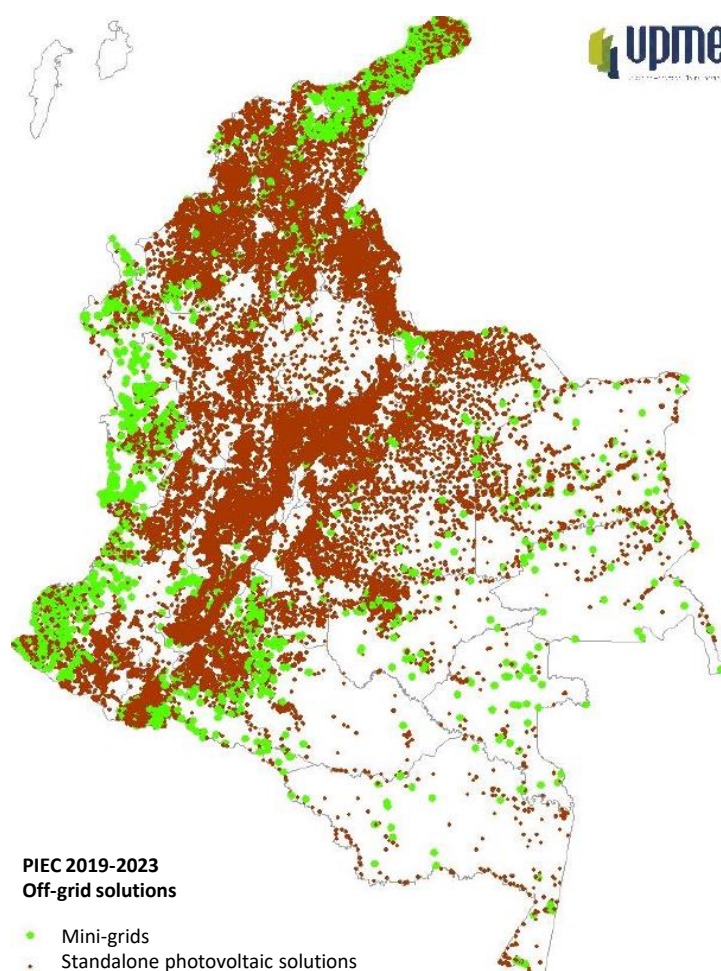 upme
PIEC 2019-2023
Off-grid solutions
Mini-grids
Standalone photovoltaic solutions